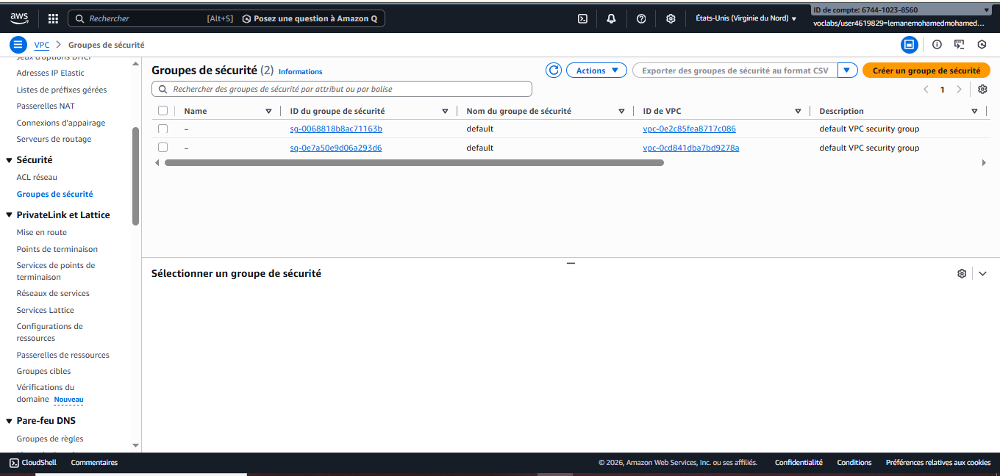 aws
Rechercher [Alt+S] Posez une question à Amazon Q
États-Unis (Virginie du Nord)
ID de compte: 6744-1023-8560
voclabs/user4619829=lemanemohamedmohamed...
VPC > Groupes de sécurité
Jeux d'options DHCP
Adresses IP Elastic
Listes de préfixes gérées
Passerelles NAT
Connexions d'appairage
Serveurs de routage
Sécurité
ACL réseau
Groupes de sécurité
PrivateLink et Lattice
Mise en route
Points de terminaison
Services de points de
terminaison
Réseaux de services
Services Lattice
Configurations de
ressources
Passerelles de ressources
Groupes cibles
Vérifications du
domaine Nouveau
Pare-feu DNS
Groupes de règles
Groupes de sécurité (2) Informations
Actions
Exporter des groupes de sécurité au format CSV
Créer un groupe de sécurité
Rechercher des groupes de sécurité par attribut ou par balise
1
Name ID du groupe de sécurité Nom du groupe de sécurité ID de VPC Description
– sg-0068818b8ac71163b default vpc-0e2c85fea8717c086 default VPC security group
– sg-0e7a50e9d06a293d6 default vpc-0cd841dba7bd9278a default VPC security group
Sélectionner un groupe de sécurité
CloudShell Commentaires © 2026, Amazon Web Services, Inc. ou ses affiliés. Confidentialité Conditions Préférences relatives aux cookies